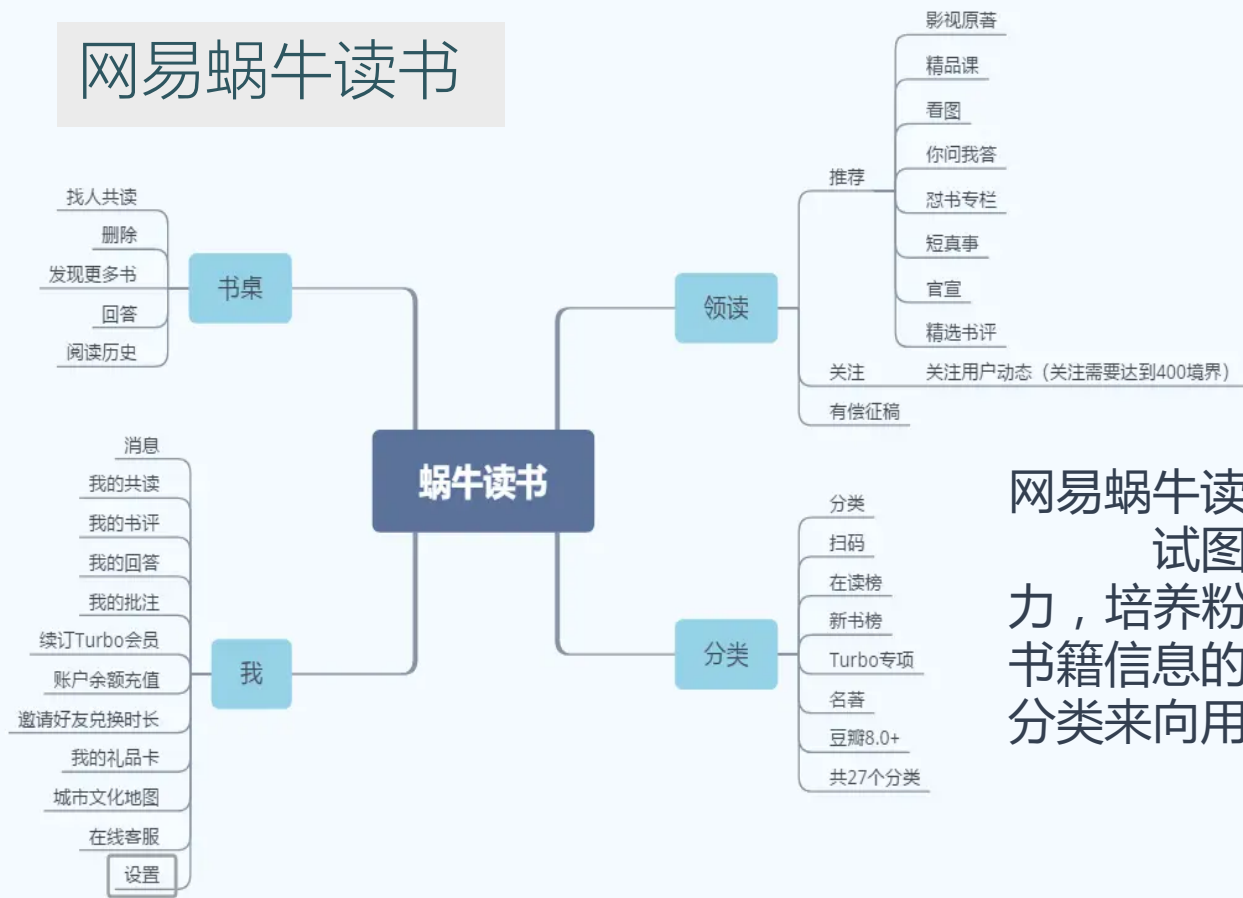 网易蜗牛读书
找人共读
删除
发现更多书
回答
阅读历史
书桌
消息
我的共读
我的书评
我的回答
我的批注
续订Turbo会员
账户余额充值
邀请好友兑换时长
我的礼品卡
城市文化地图
在线客服
设置
我
蜗牛读书
领读
推荐
影视原著
精品课
看图
你问我答
怼书专栏
短真事
官宣
精选书评
关注
关注用户动态（关注需要达到400境界）
有偿征稿
分类
分类
扫码
在读榜
新书榜
Turbo专项
名著
豆瓣8.0+
共27个分类
网易蜗牛读
试图
力，培养粉
书籍信息的
分类来向用